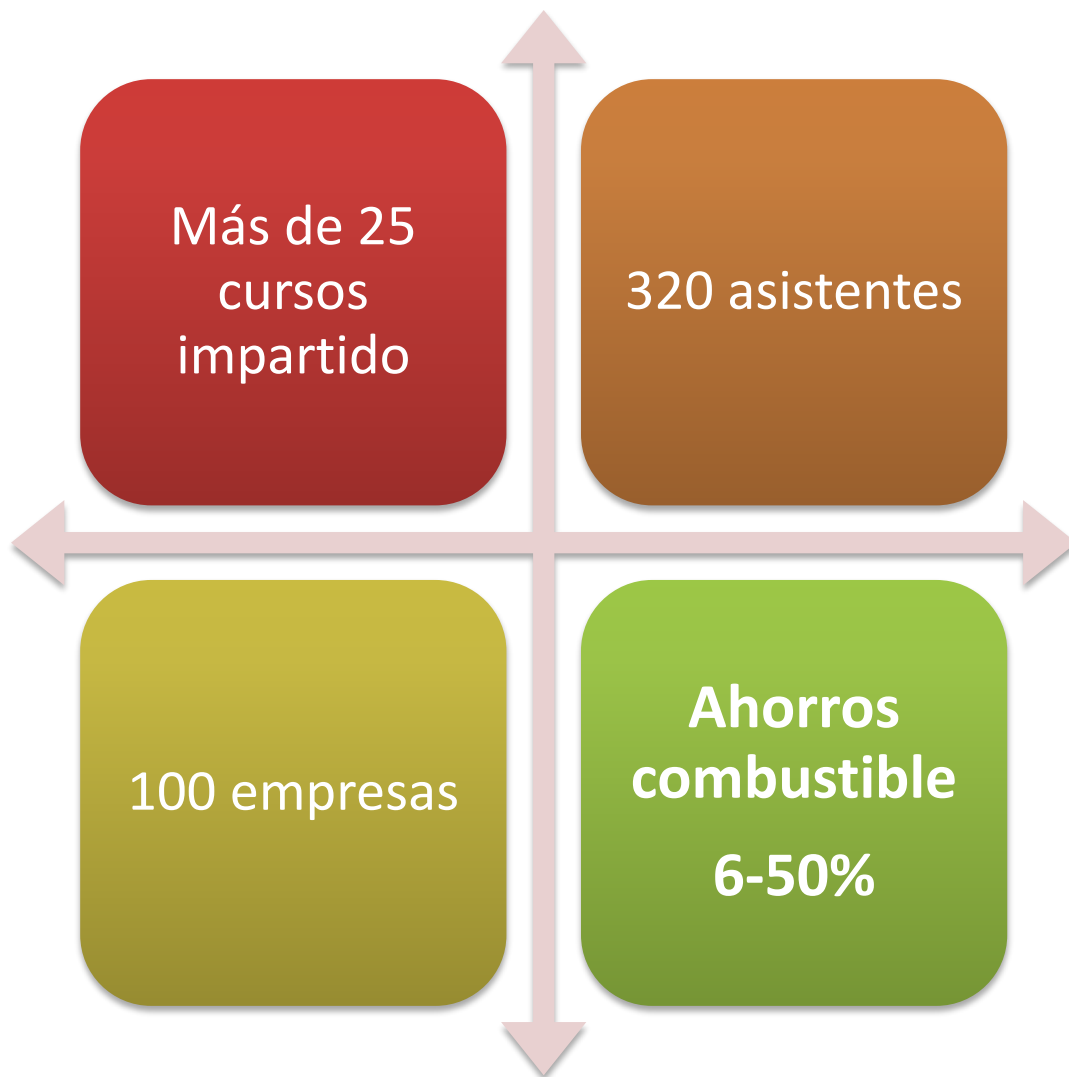 Más de 25
cursos
impartido
320 asistentes
100 empresas
Ahorros
combustible
6-50%